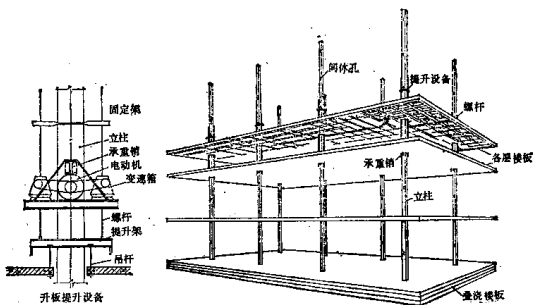 固定架
立柱
承重销
电动机
变速箱
螺杆
提升架
吊杆
升板提升设备
间休孔
提升设备
螺杆
各层楼板
承重销
立柱
叠浇楼板